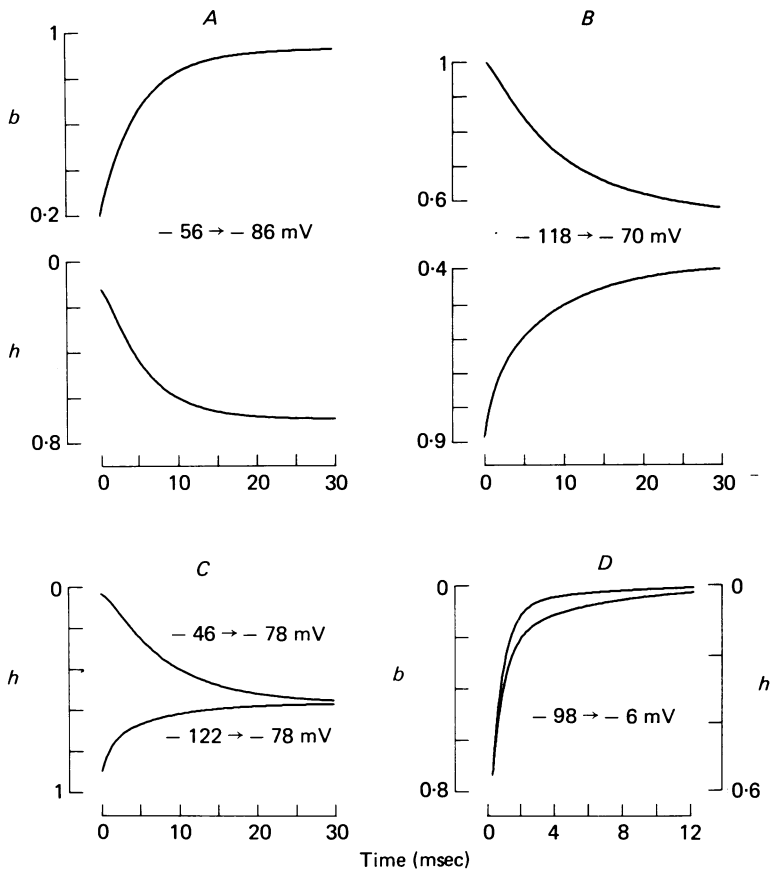 A
B
1
b
0·2
− 56 → − 86 mV
1
0·6
− 118 → − 70 mV
0
h
0·8
0 10 20 30
0·4
0·9
0 10 20 30
C
D
0
h
1
− 46 → − 78 mV
− 122 → − 78 mV
0 10 20 30
0
b
0·8
− 98 → − 6 mV
0
h
0·6
0 4 8 12
Time (msec)